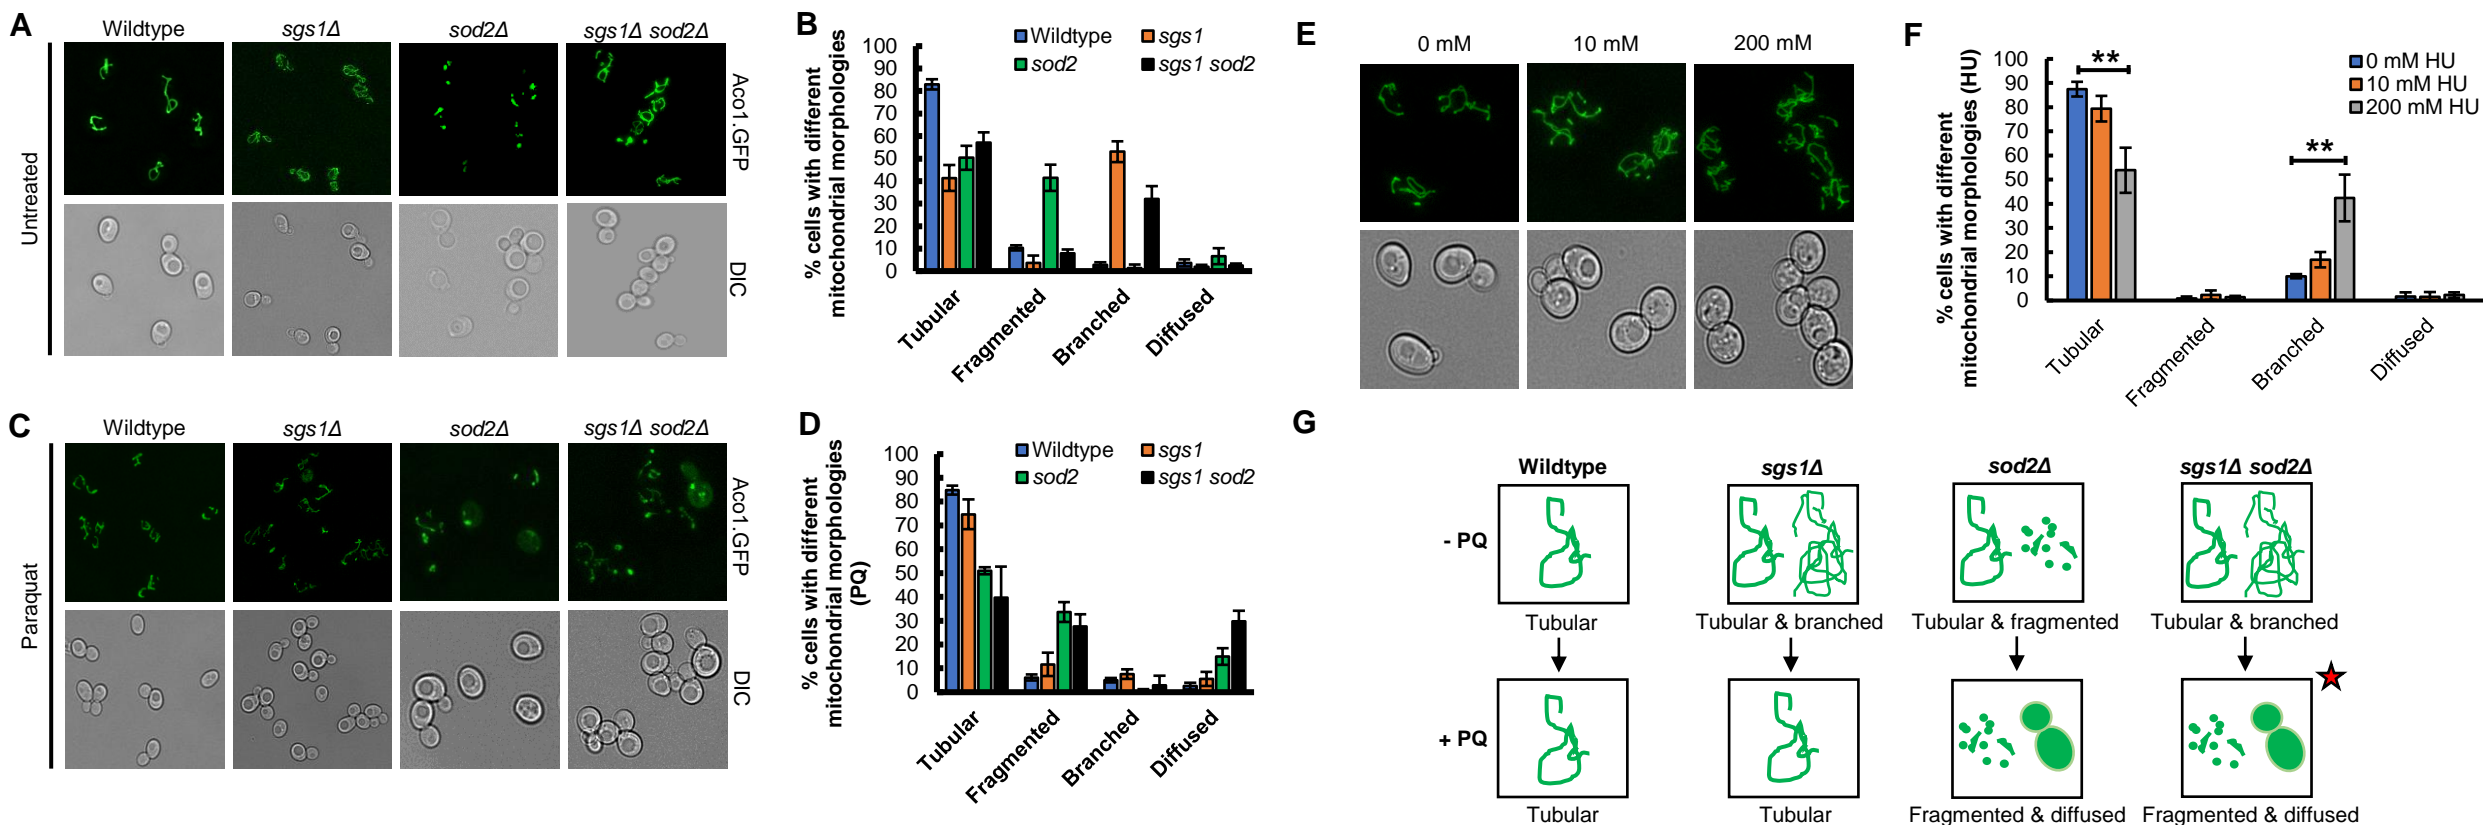 A
Wildtype
sgs1Δ
sod2Δ
sgs1Δ sod2Δ
Untreated
Aco1.GFP
DIC
B
% cells with different
mitochondrial morphologies
100
90
80
70
60
50
40
30
20
10
0
Wildtype
sgs1
sod2
sgs1 sod2
Tubular
Fragmented
Branched
Diffused
C
Wildtype
sgs1Δ
sod2Δ
sgs1Δ sod2Δ
Paraquat
Aco1.GFP
DIC
D
% cells with different
mitochondrial morphologies
(PQ)
100
90
80
70
60
50
40
30
20
10
0
Wildtype
sgs1
sod2
sgs1 sod2
Tubular
Fragmented
Branched
Diffused
E
0 mM
10 mM
200 mM
F
% cells with different
mitochondrial morphologies (HU)
100
90
80
70
60
50
40
30
20
10
0
**
**
0 mM HU
10 mM HU
200 mM HU
Tubular
Fragmented
Branched
Diffused
G
Wildtype
sgs1Δ
sod2Δ
sgs1Δ sod2Δ
- PQ
Tubular
Tubular & branched
Tubular & fragmented
Tubular & branched
+ PQ
Tubular
Tubular
Fragmented & diffused
Fragmented & diffused